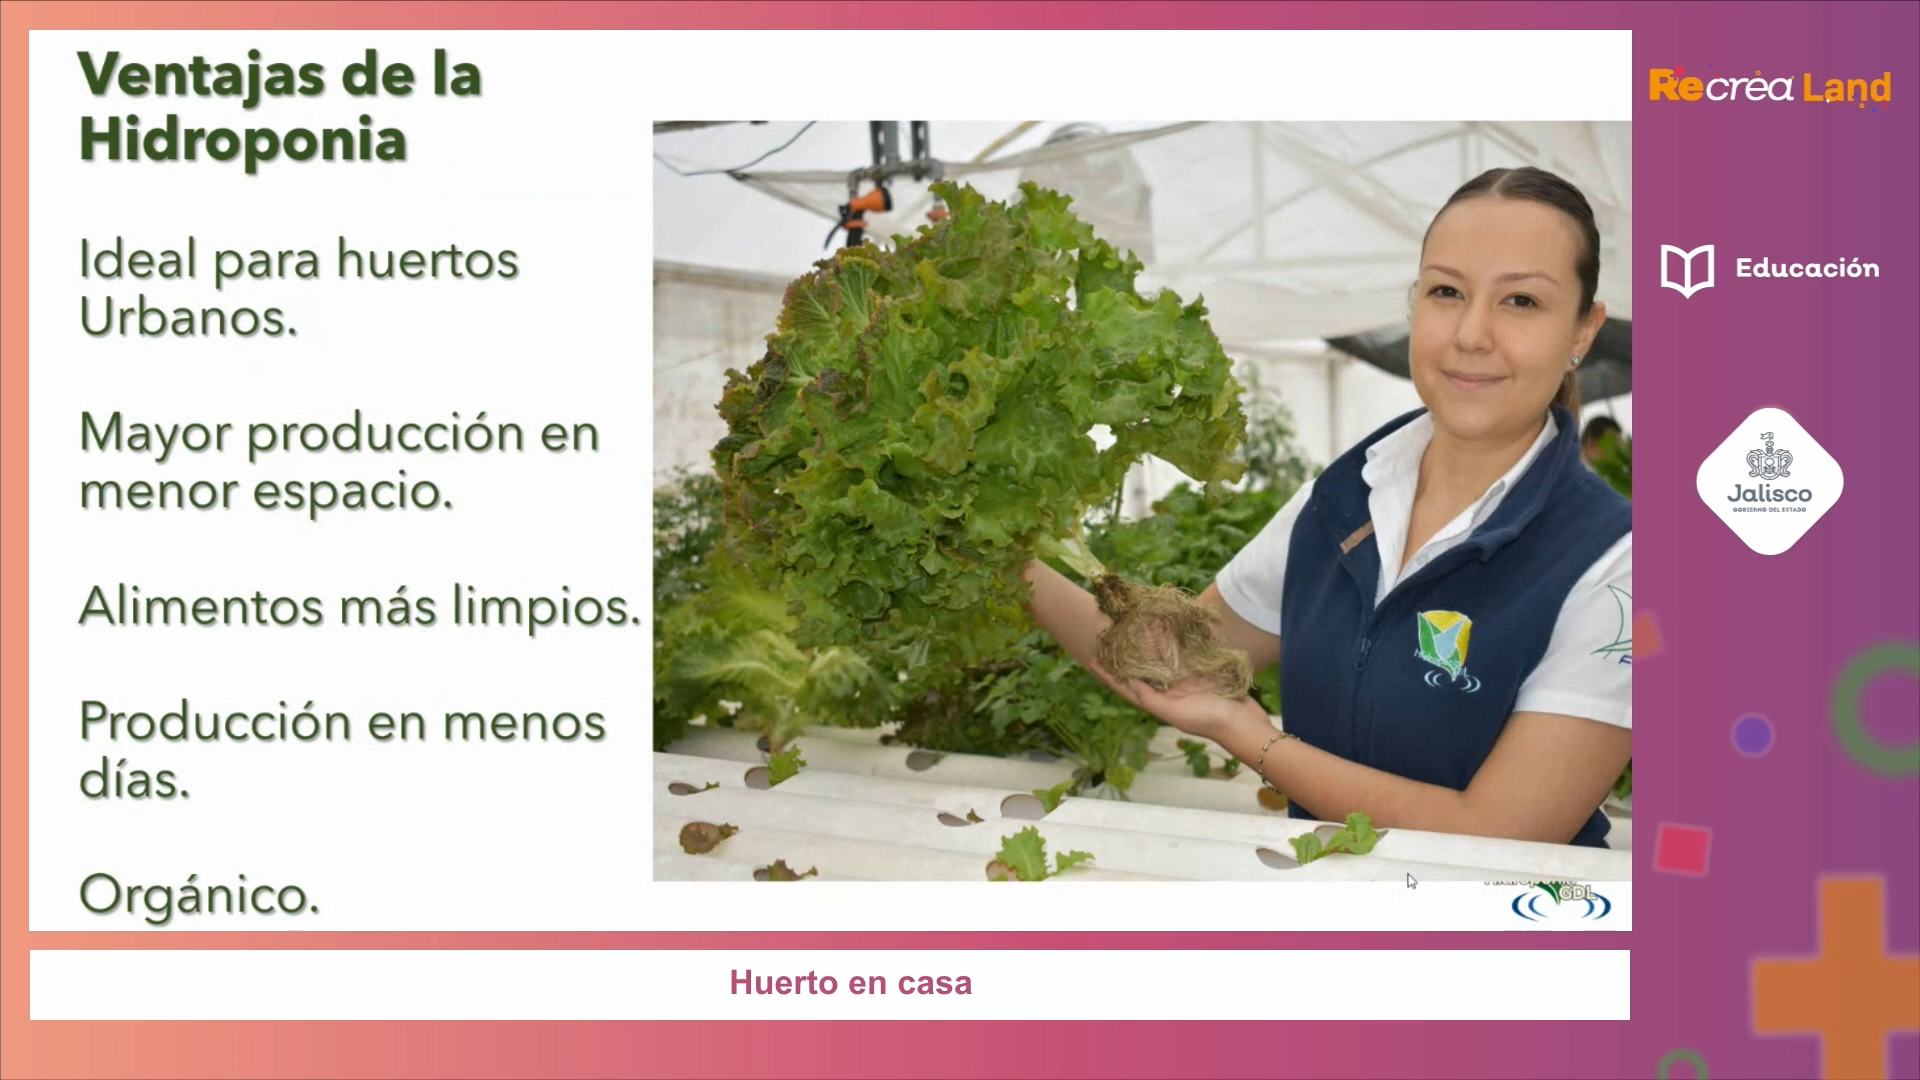 Ventajas de la
Hidroponia
Ideal para huertos
Urbanos.
Mayor producción en
menor espacio.
Alimentos más limpios.
Producción en menos
días.
Orgánico.
GDL
Huerto en casa
Recrea Land
Educación
Jalisco
GOBIERNO DEL ESTADO